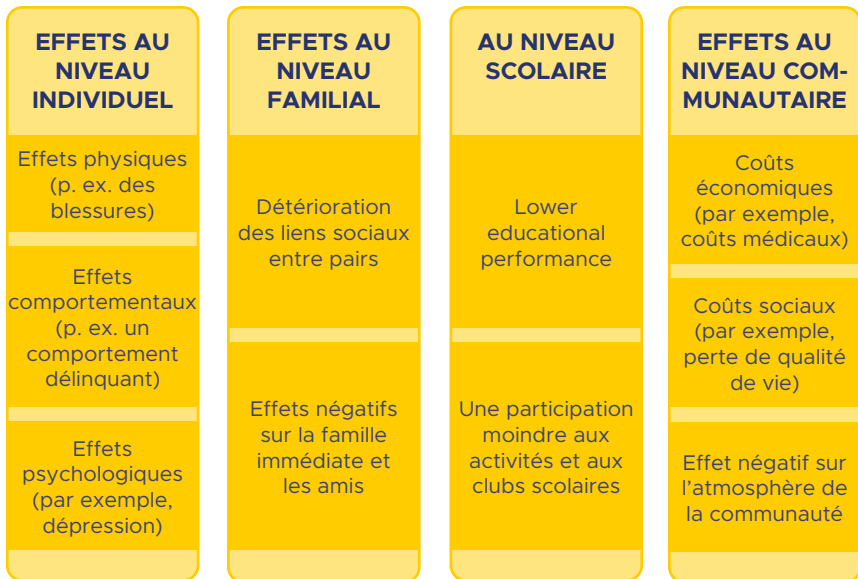 EFFETS AU
NIVEAU
INDIVIDUEL
Effets physiques
(p. ex. des
blessures)
Effets
comportementaux
(p. ex. un
comportement
délinquant)
Effets
psychologiques
(par exemple,
dépression)
EFFETS AU
NIVEAU
FAMILIAL
Détérioration
des liens sociaux
entre pairs
Effets négatifs
sur la famille
immédiate et
les amis
AU NIVEAU
SCOLAIRE
Lower
educational
performance
Une participation
moindre aux
activités et aux
clubs scolaires
EFFETS AU
NIVEAU COM-
MUNAUTAIRE
Coûts
économiques
(par exemple,
coûts médicaux)
Coûts sociaux
(par exemple,
perte de qualité
de vie)
Effet négatif sur
l’atmosphère de
la communauté